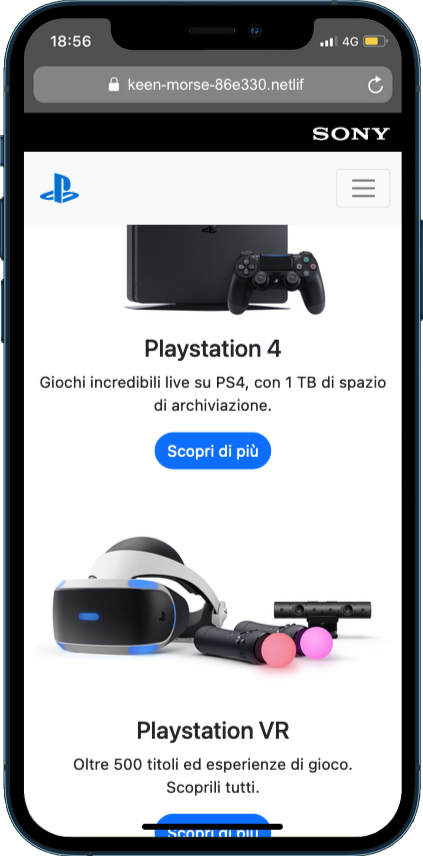 18:56
4G
keen-morse-86e330.netlif
SONY
Playstation 4
Giochi incredibili live su PS4, con 1 TB di spazio
di archiviazione.
Scopri di più
Playstation VR
Oltre 500 titoli ed esperienze di gioco.
Scoprili tutti.
Scopri di più